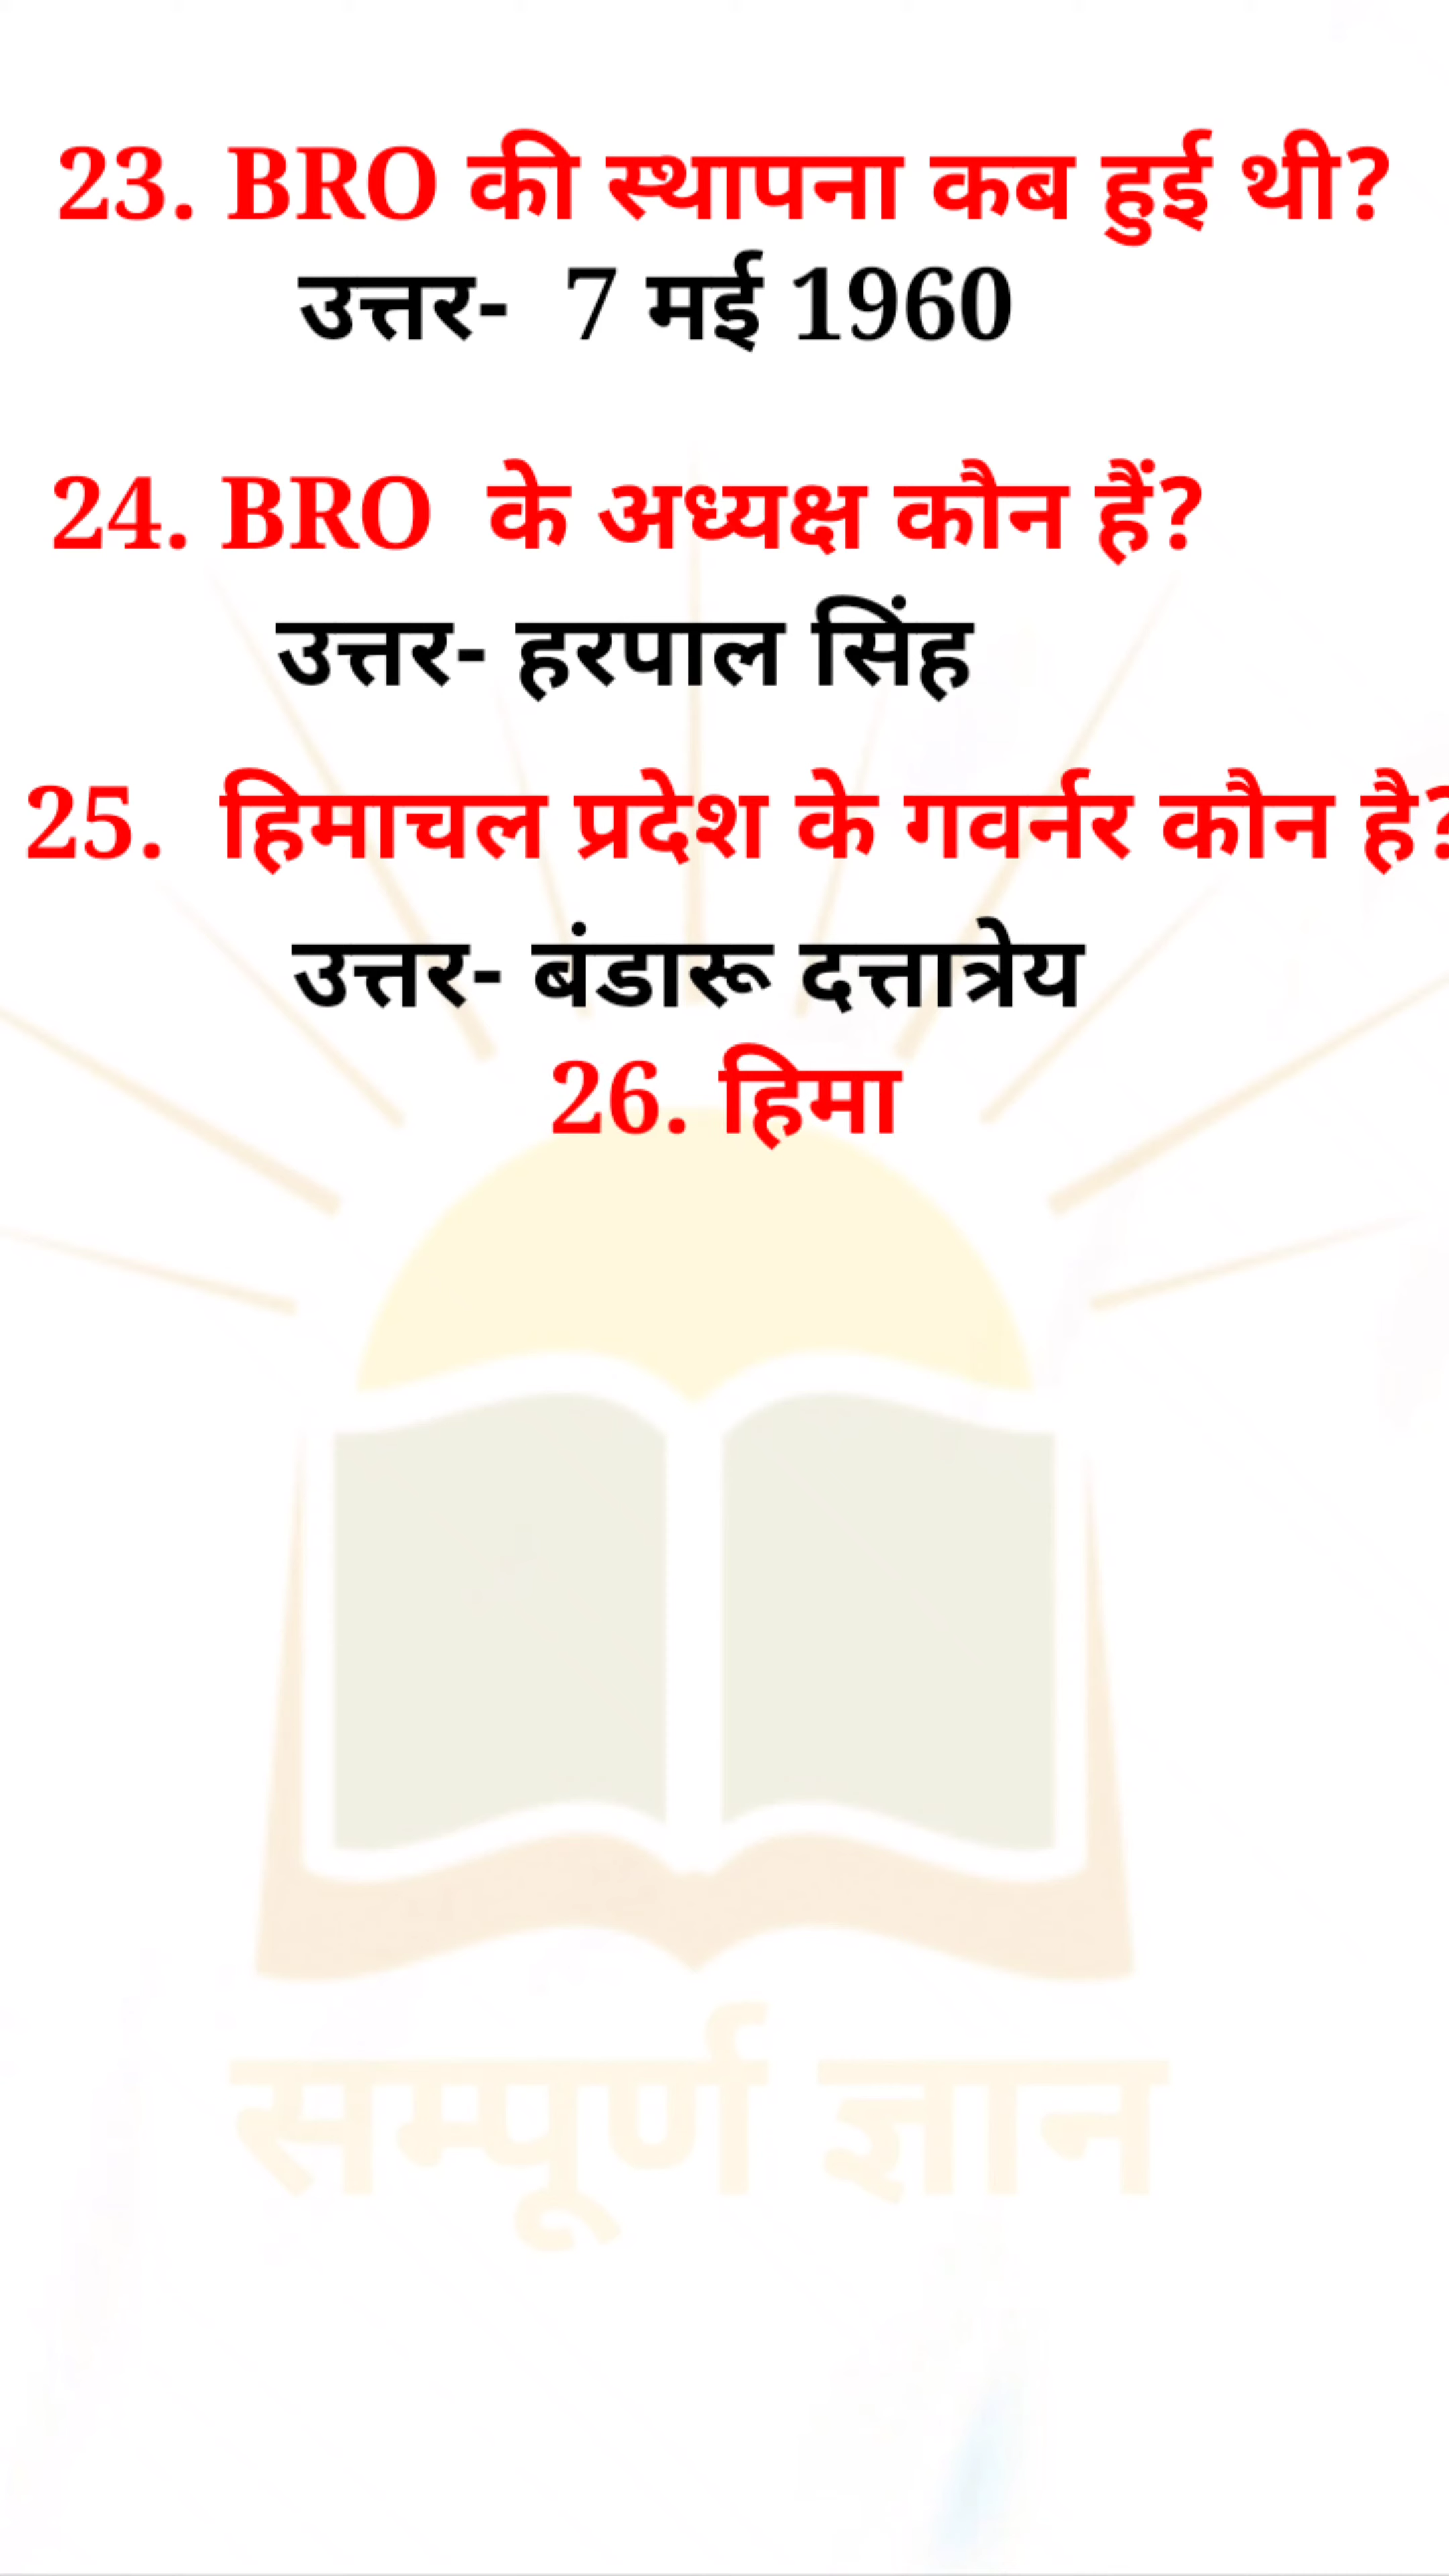 23. BRO की स्थापना कब हुई थी?
उत्तर- 7 मई 1960
24. BRO के अध्यक्ष कौन हैं?
उत्तर- हरपाल सिंह
25. हिमाचल प्रदेश के गवर्नर कौन है?
उत्तर- बंडारू दत्तात्रेय
26. हिमा
सम्पूर्ण ज्ञान